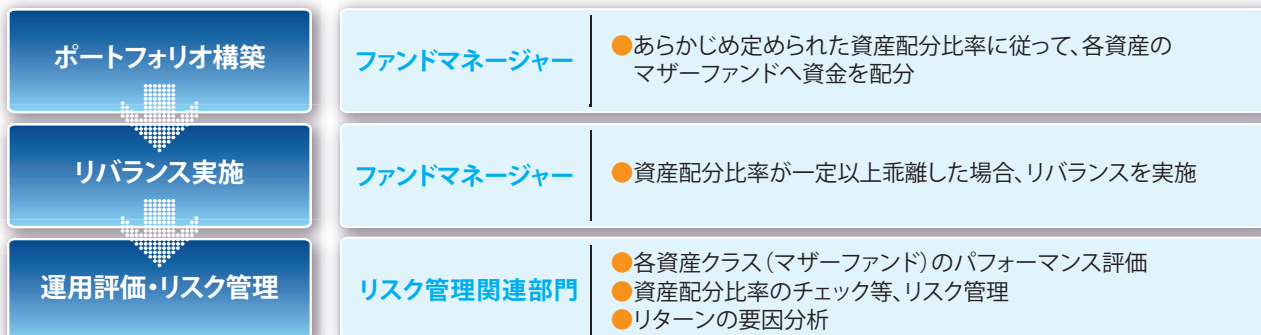 ポートフォリオ構築
ファンドマネージャー
●あらかじめ定められた資産配分比率に従って、各資産の
マザーファンドへ資金を配分
リバランス実施
ファンドマネージャー
●資産配分比率が一定以上乖離した場合、リバランスを実施
運用評価・リスク管理
リスク管理関連部門
●各資産クラス(マザーファンド)のパフォーマンス評価
●資産配分比率のチェック等、リスク管理
●リターンの要因分析